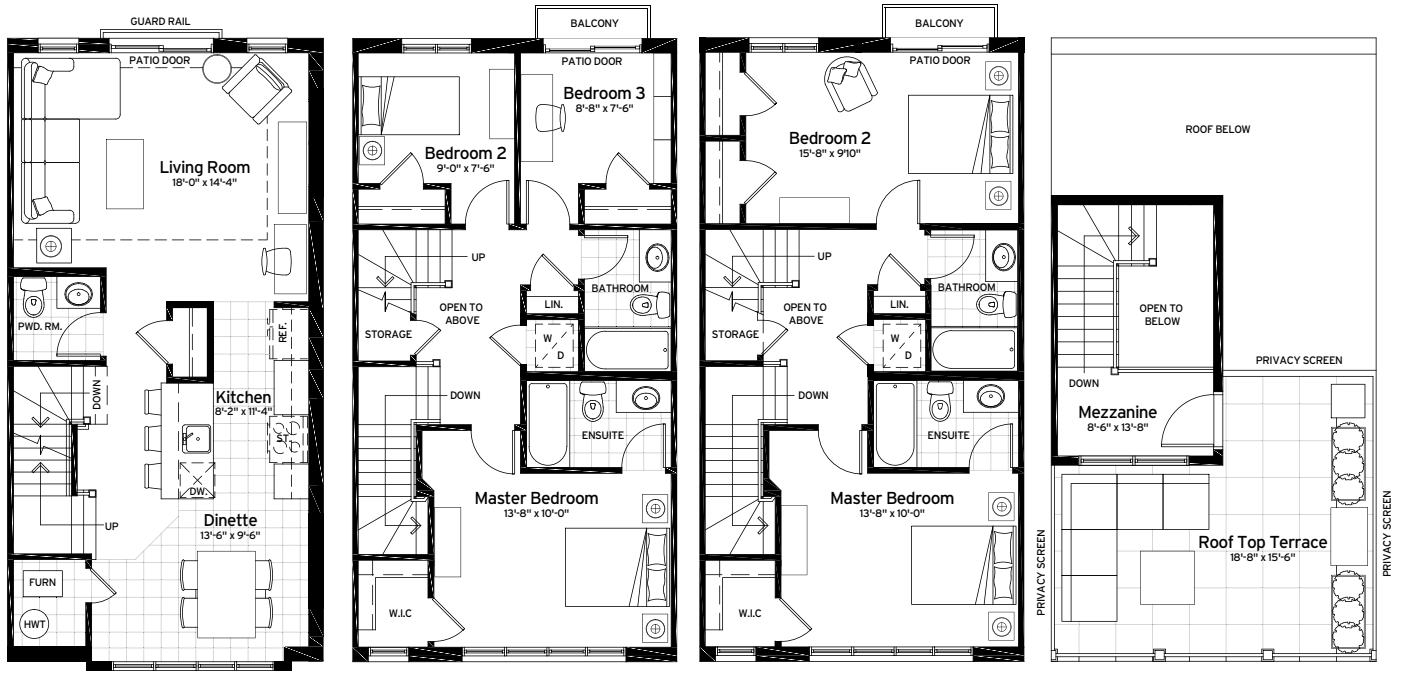 GUARD RAIL
PATIO DOOR
Living Room
18'-0" x 14'-4"
PWD. RM.
REF.
DOWN
Kitchen
8'-2" x 11'-4"
ST.
DW.
UP
Dinette
13'-6" x 9'-6"
FURN
HWT
BALCONY
PATIO DOOR
Bedroom 3
8'-8" x 7'-6"
Bedroom 2
9'-0" x 7'-6"
UP
BATHROOM
OPEN TO
ABOVE
LIN.
STORAGE
W
D
DOWN
ENSUITE
Master Bedroom
13'-8" x 10'-0"
W.I.C
BALCONY
PATIO DOOR
Bedroom 2
15'-8" x 9'10"
UP
BATHROOM
OPEN TO
ABOVE
LIN.
STORAGE
W
D
DOWN
ENSUITE
Master Bedroom
13'-8" x 10'-0"
W.I.C
ROOF BELOW
OPEN TO
BELOW
PRIVACY SCREEN
DOWN
Mezzanine
8'-6" x 13'-8"
PRIVACY SCREEN
Roof Top Terrace
18'-8" x 15'-6"
PRIVACY SCREEN